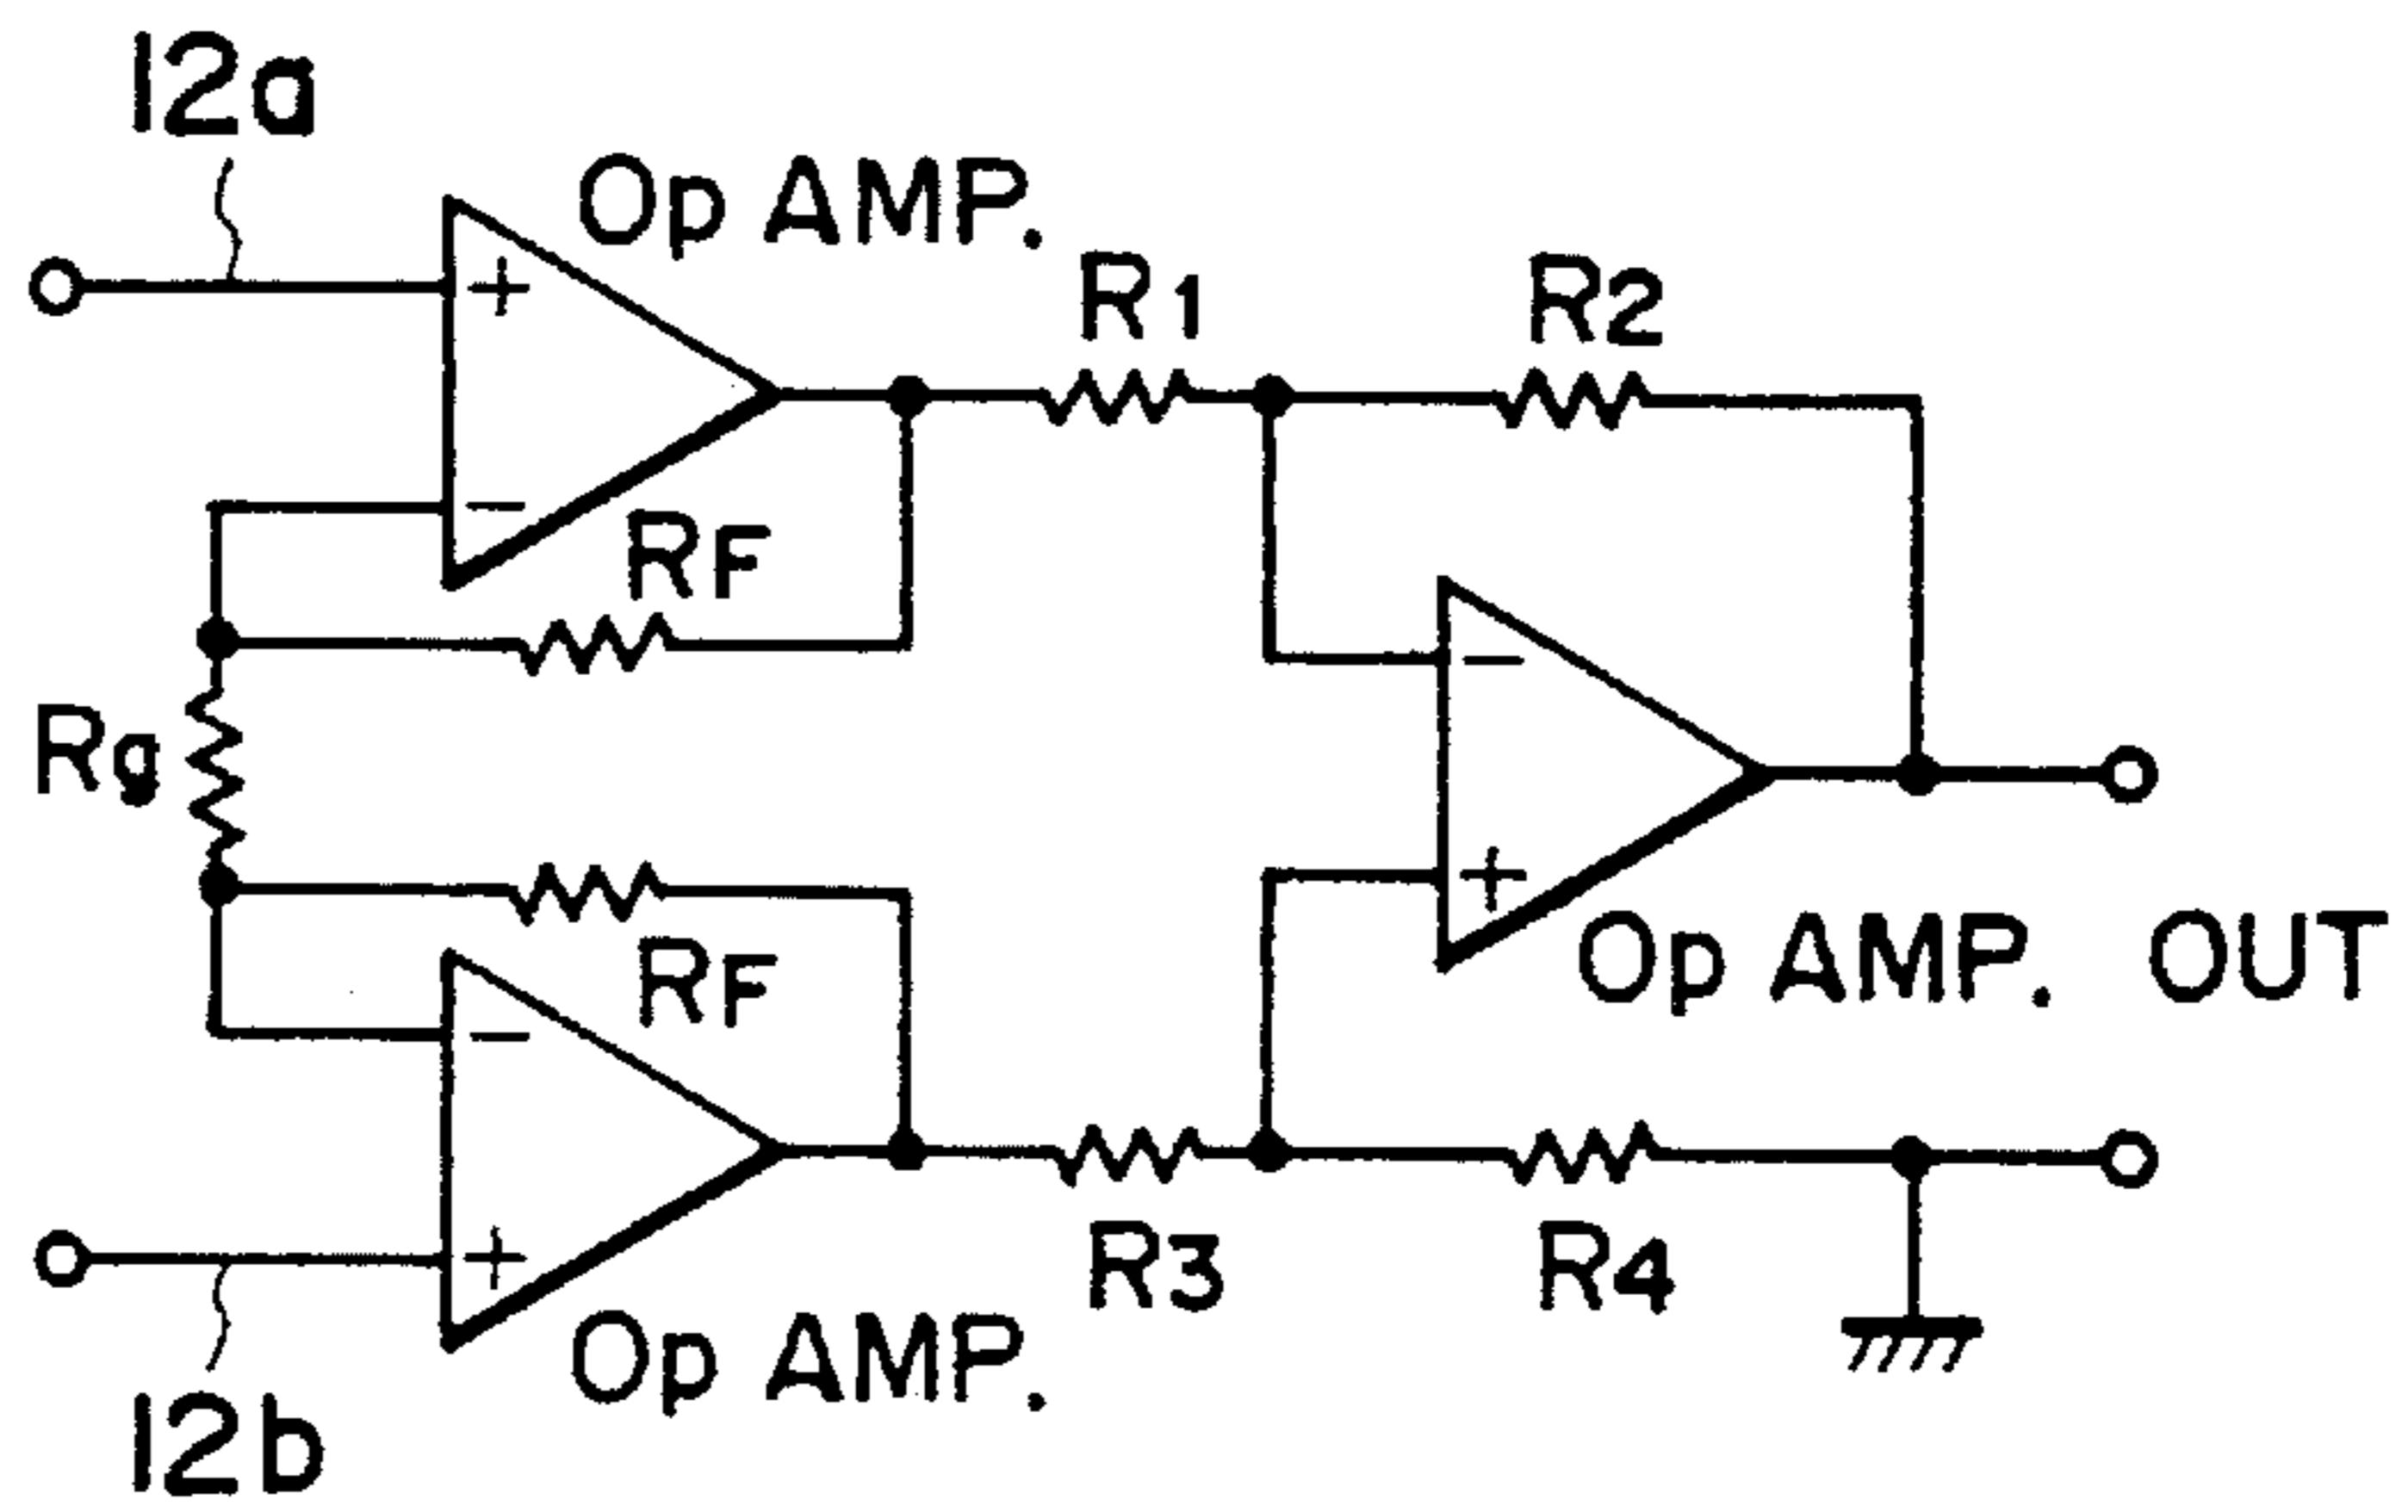 12a
Op AMP.
R1
R2
+
−
RF
−
Rg
+
RF
Op AMP. OUT
−
+
R3
R4
Op AMP.
12b